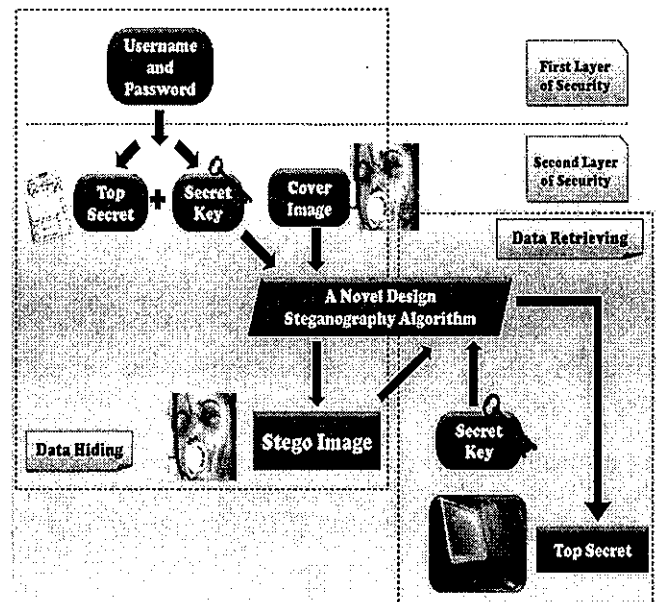 Username
and
Password
First Layer
of Security
Second Layer
of Security
Top
Secret
+
Secret
Key
Cover
Image
Data Retrieving
A Novel Design
Steganography Algorithm
Data Hiding
Stego Image
Secret
Key
Top Secret